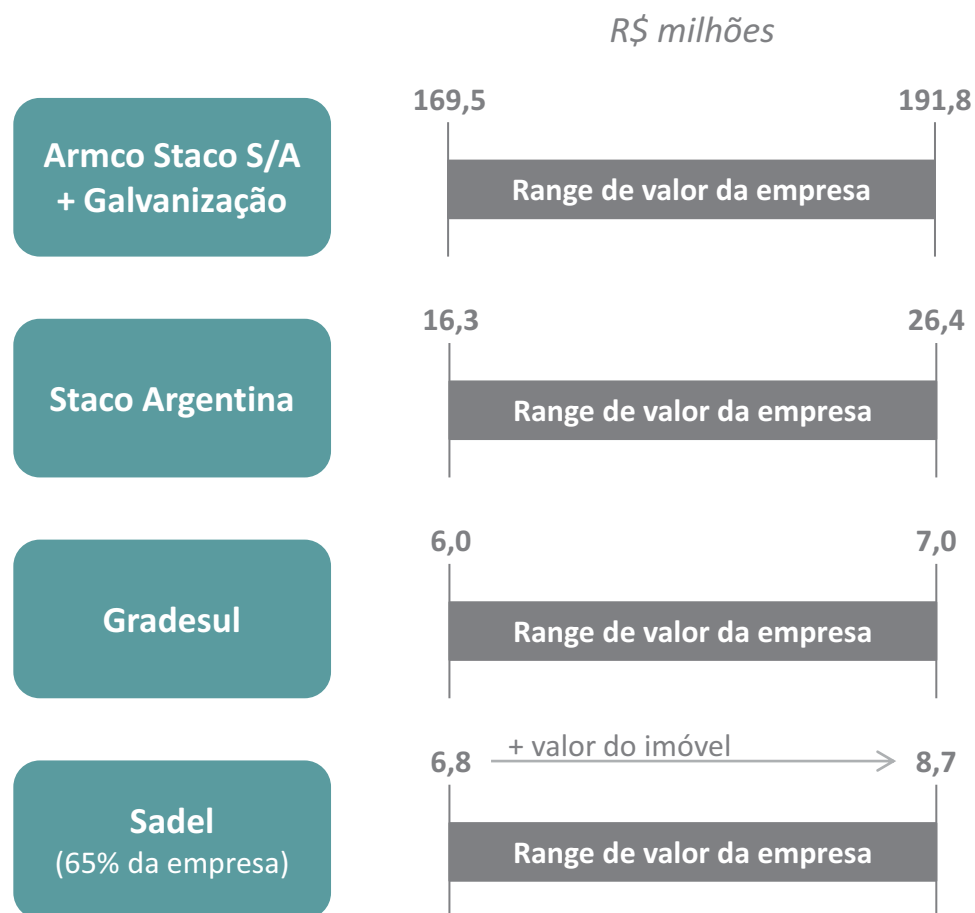 R$ milhões
Armco Staco S/A
+ Galvanização
169,5
191,8
Range de valor da empresa
Staco Argentina
16,3
26,4
Range de valor da empresa
Gradesul
6,0
7,0
Range de valor da empresa
Sadel
(65% da empresa)
6,8
+ valor do imóvel
8,7
Range de valor da empresa